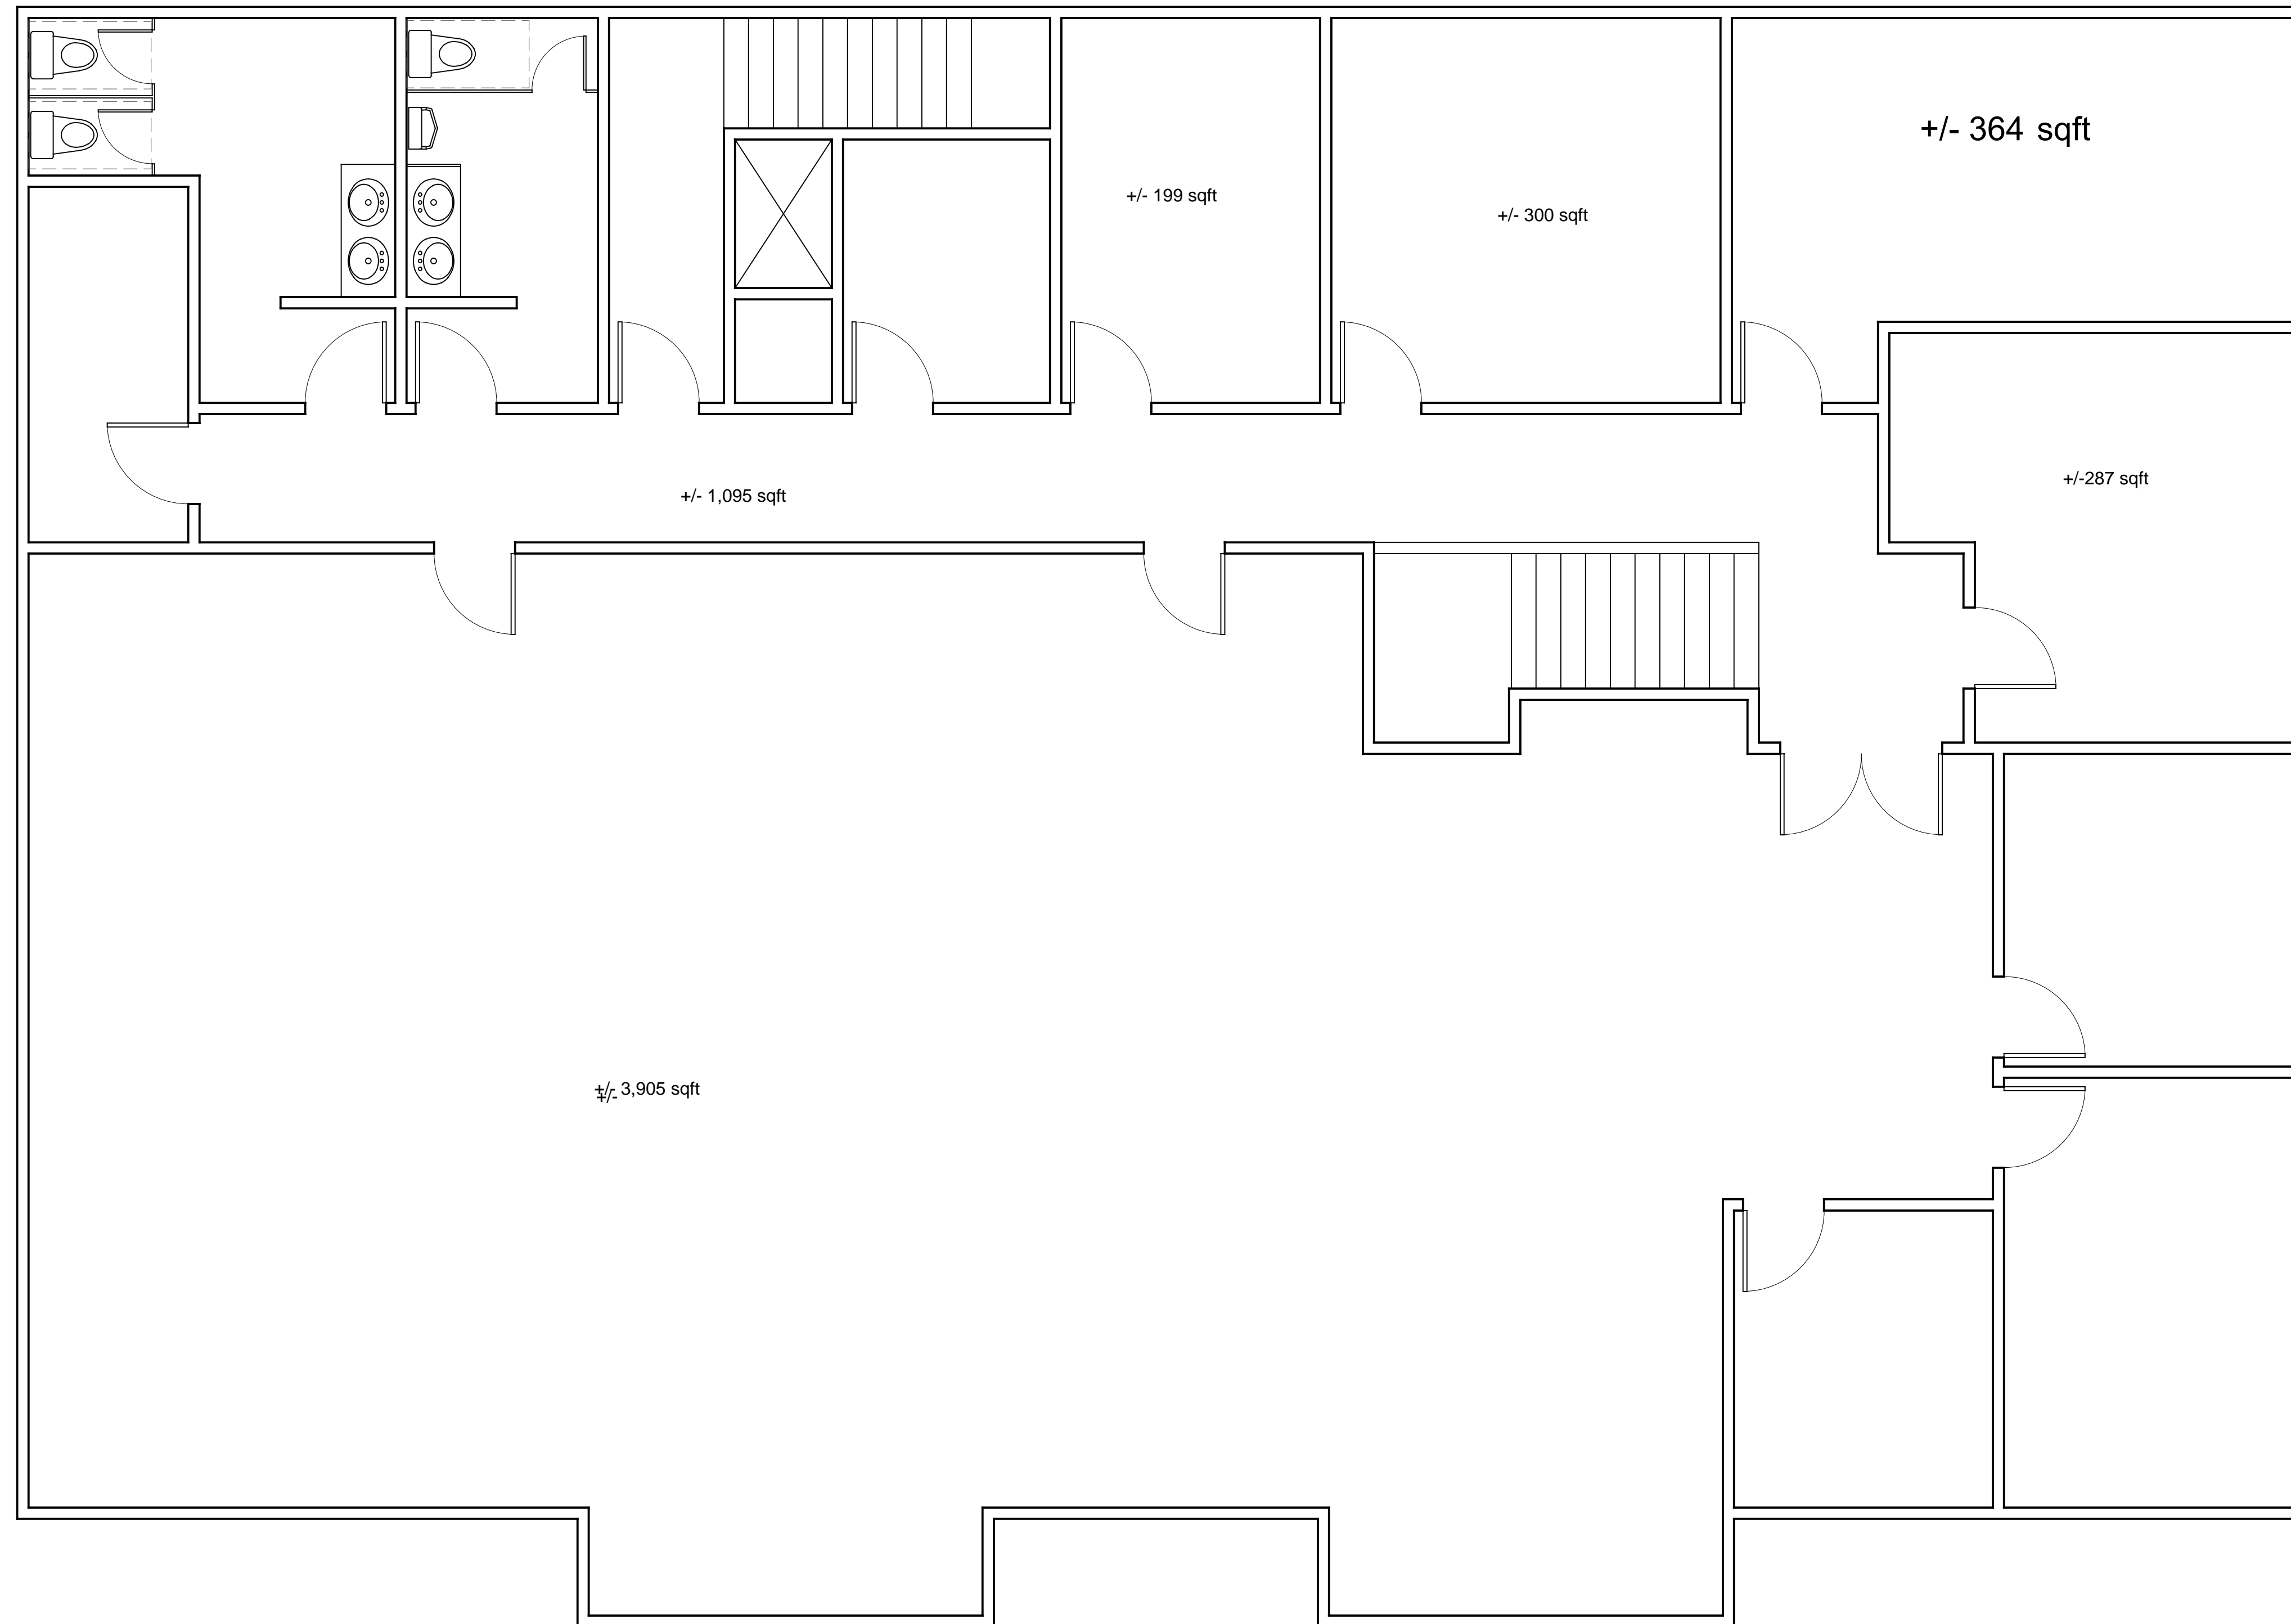 +/- 364 sqft
+/- 199 sqft
+/- 300 sqft
+/-287 sqft
+/- 1,095 sqft
+/- 3,905 sqft
+/-